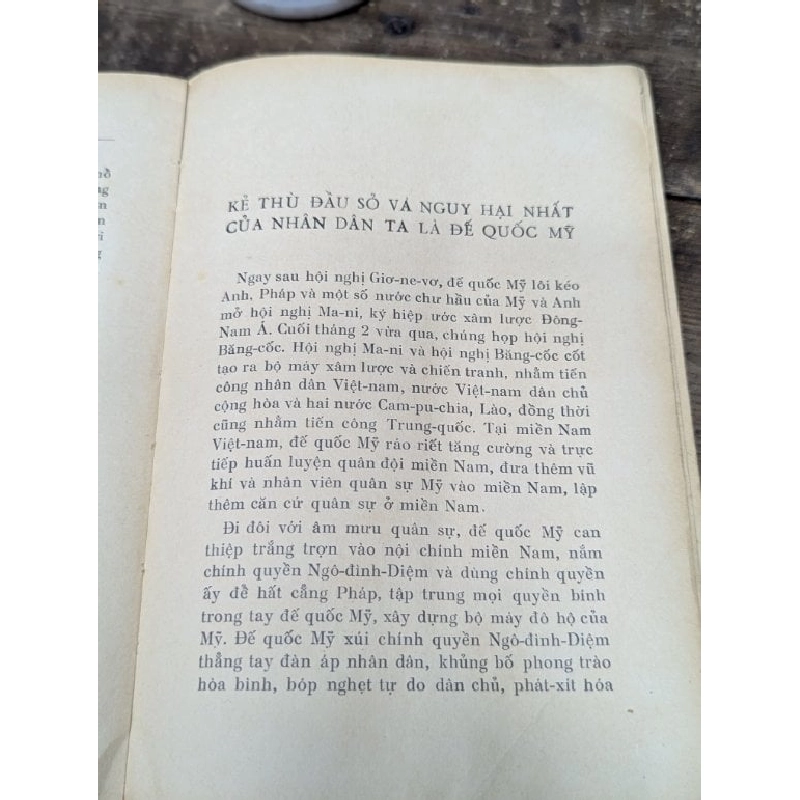 KẺ THÙ ĐẦU SỎ VÀ NGUY HẠI NHẤT
CỦA NHÂN DÂN TA LÀ ĐẾ QUỐC MỸ
Ngay sau hội nghị Giơ-ne-vơ, đế quốc Mỹ lôi kéo
Anh, Pháp và một số nước chư hầu của Mỹ và Anh
mở hội nghị Ma-ni, ký hiệp ước xâm lược Đông-
Nam Á. Cuối tháng 2 vừa qua, chúng họp hội nghị
Băng-cốc. Hội nghị Ma-ni và hội nghị Băng-cốc cốt
tạo ra bộ máy xâm lược và chiến tranh, nhằm tiến
công nhân dân Việt-nam, nước Việt-nam dân chủ
cộng hòa và hai nước Cam-pu-chia, Lào, đồng thời
cũng nhằm tiến công Trung-quốc. Tại miền Nam
Việt-nam, đế quốc Mỹ ráo riết tăng cường và trực
tiếp huấn luyện quân đội miền Nam, đưa thêm vũ
khí và nhân viên quân sự Mỹ vào miền Nam, lập
thêm căn cứ quân sự ở miền Nam.
Đi đôi với âm mưu quân sự, đế quốc Mỹ can
thiệp trắng trợn vào nội chính miền Nam, nắm
chính quyền Ngô-đình-Diệm và dùng chính quyền
ấy để hất cẳng Pháp, tập trung mọi quyền bính
trong tay đế quốc Mỹ, xây dựng bộ máy đô hộ của
Mỹ. Đế quốc Mỹ xúi chính quyền Ngô-đình-Diệm
thẳng tay đàn áp nhân dân, khủng bố phong trào
hòa bình, bóp nghẹt tự do dân chủ, phát-xít hóa